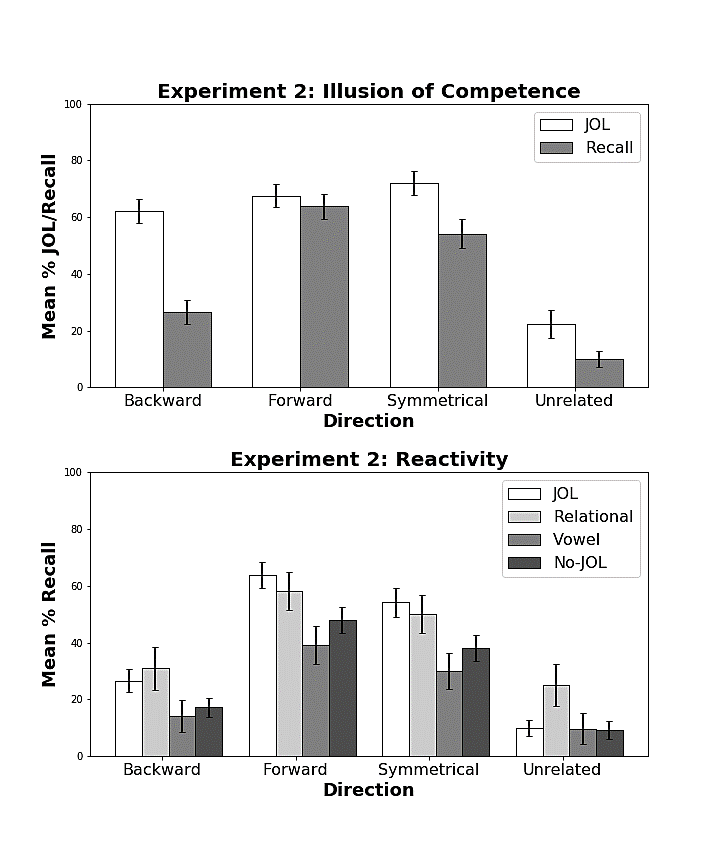 Experiment 2: Illusion of Competence
100
80
60
40
20
0
Mean % JOL/Recall
JOL
Recall
Backward
Forward
Symmetrical
Unrelated
Direction
Experiment 2: Reactivity
100
80
60
40
20
0
Mean % Recall
JOL
Relational
Vowel
No-JOL
Backward
Forward
Symmetrical
Unrelated
Direction